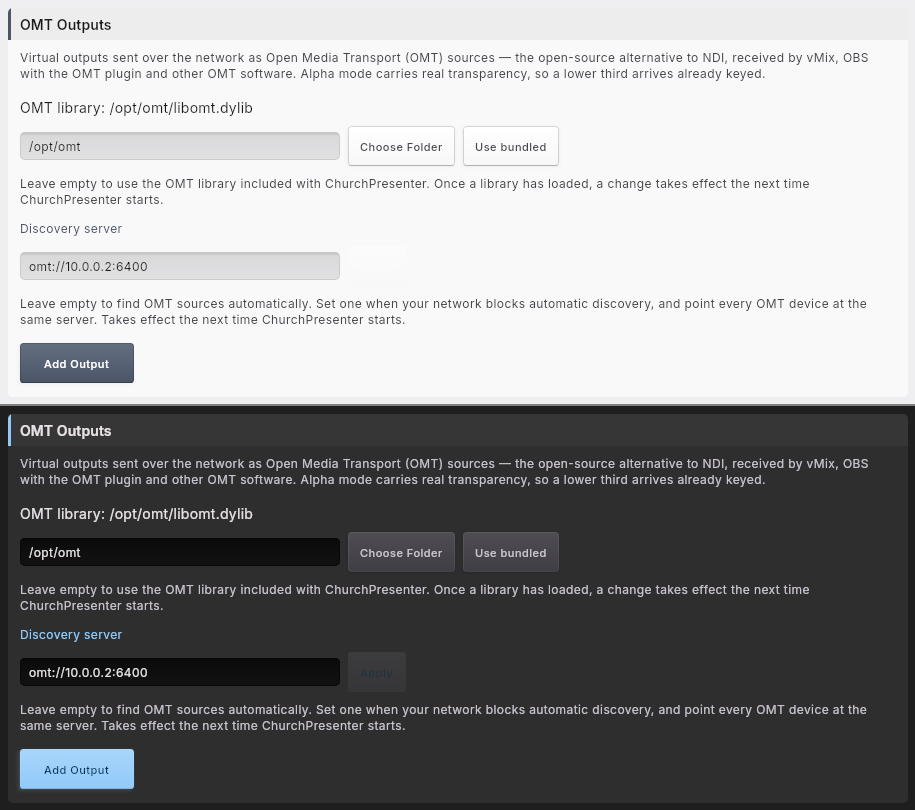 OMT Outputs
Virtual outputs sent over the network as Open Media Transport (OMT) sources — the open-source alternative to NDI, received by vMix, OBS
with the OMT plugin and other OMT software. Alpha mode carries real transparency, so a lower third arrives already keyed.
OMT library: /opt/omt/libomt.dylib
/opt/omt
Choose Folder
Use bundled
Leave empty to use the OMT library included with ChurchPresenter. Once a library has loaded, a change takes effect the next time
ChurchPresenter starts.
Discovery server
omt://10.0.0.2:6400
Leave empty to find OMT sources automatically. Set one when your network blocks automatic discovery, and point every OMT device at the
same server. Takes effect the next time ChurchPresenter starts.
Add Output
OMT Outputs
Virtual outputs sent over the network as Open Media Transport (OMT) sources — the open-source alternative to NDI, received by vMix, OBS
with the OMT plugin and other OMT software. Alpha mode carries real transparency, so a lower third arrives already keyed.
OMT library: /opt/omt/libomt.dylib
/opt/omt
Choose Folder
Use bundled
Leave empty to use the OMT library included with ChurchPresenter. Once a library has loaded, a change takes effect the next time
ChurchPresenter starts.
Discovery server
omt://10.0.0.2:6400
Apply
Leave empty to find OMT sources automatically. Set one when your network blocks automatic discovery, and point every OMT device at the
same server. Takes effect the next time ChurchPresenter starts.
Add Output